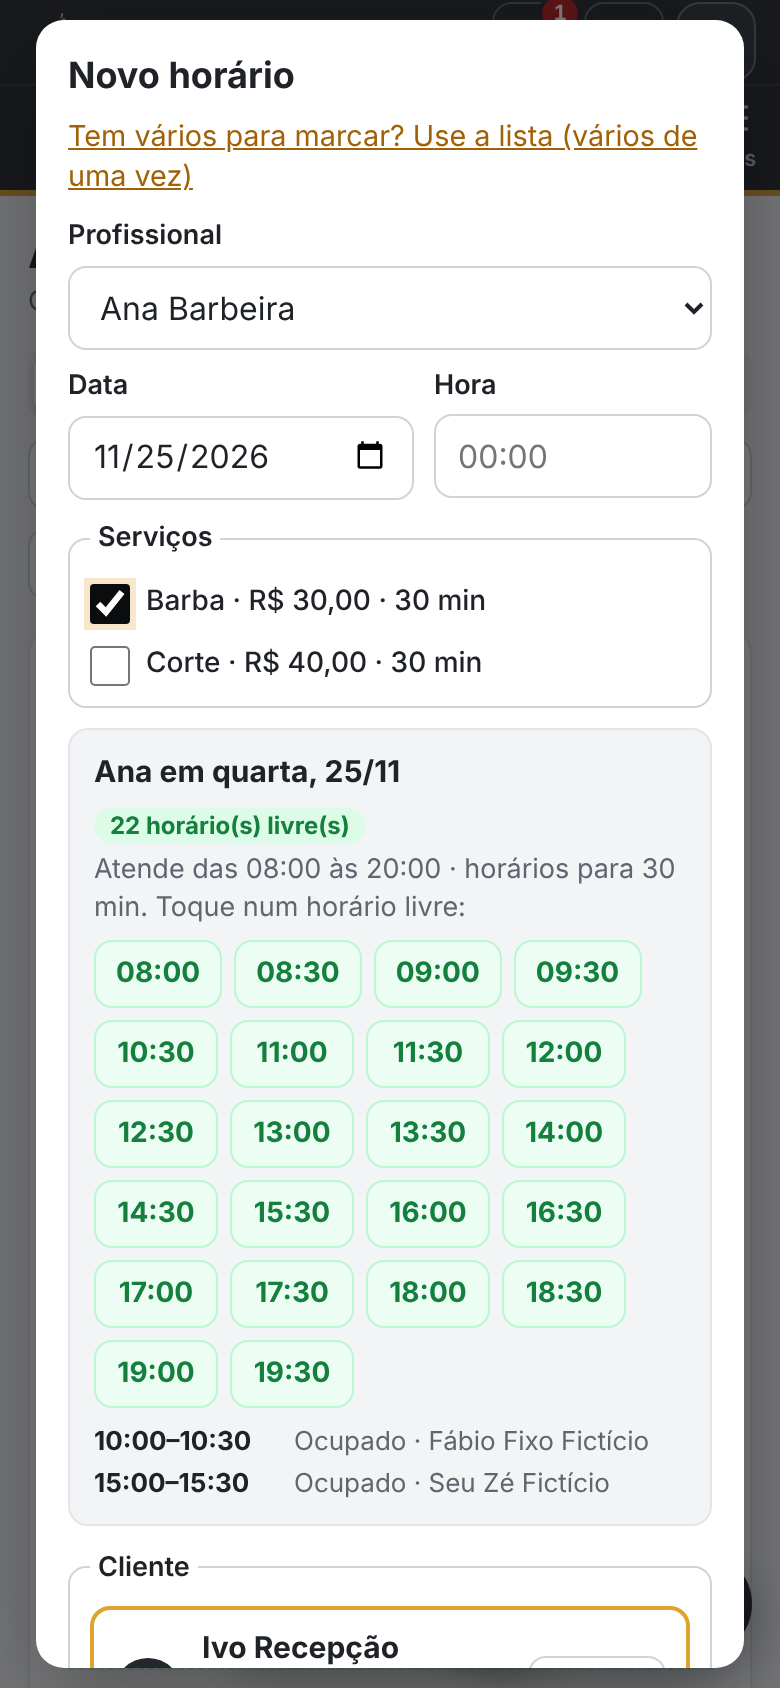 1
Novo horário
Tem vários para marcar? Use a lista (vários de
uma vez)
Profissional
Ana Barbeira
Data
Hora
11/25/2026
00:00
Serviços
Barba · R$ 30,00 · 30 min
Corte · R$ 40,00 · 30 min
Ana em quarta, 25/11
22 horário(s) livre(s)
Atende das 08:00 às 20:00 · horários para 30
min. Toque num horário livre:
08:00 08:30 09:00 09:30
10:30 11:00 11:30 12:00
12:30 13:00 13:30 14:00
14:30 15:30 16:00 16:30
17:00 17:30 18:00 18:30
19:00 19:30
10:00–10:30 Ocupado · Fábio Fixo Fictício
15:00–15:30 Ocupado · Seu Zé Fictício
Cliente
Ivo Recepção